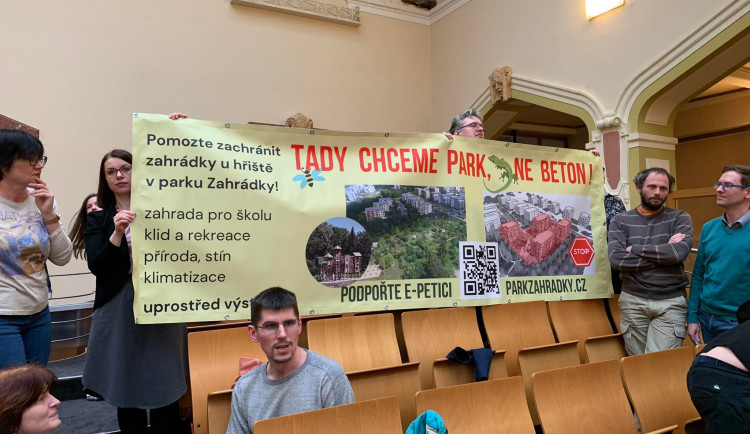 Pomozte zachránit
zahrádky u hřiště
v parku Zahrádky!
zahrada pro školu
klid a rekreace
příroda, stín
klimatizace
uprostřed
TADY CHCEME PARK, NE BETON!
STOP
PODPOŘTE E-PETICI
PARKZAHRADKY.CZ